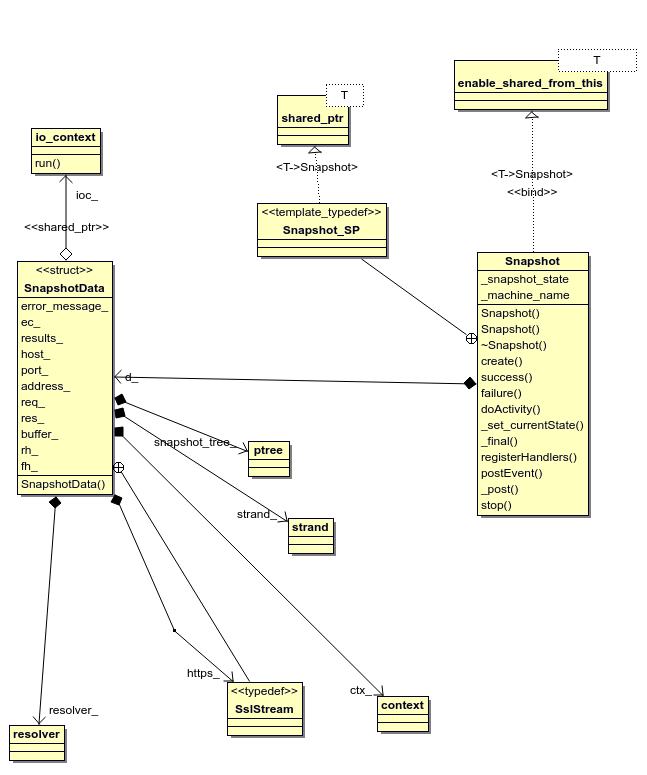 T
enable_shared_from_this
T
shared_ptr
io_context
run()
<T->Snapshot>
<T->Snapshot>
<<bind>>
ioc_
<<shared_ptr>>
<<template_typedef>>
Snapshot_SP
<<struct>>
SnapshotData
error_message_
ec_
results_
host_
port_
address_
req_
res_
buffer_
rh_
fh_
SnapshotData()
Snapshot
_snapshot_state
_machine_name
Snapshot()
Snapshot()
~Snapshot()
create()
success()
failure()
doActivity()
_set_currentState()
_final()
registerHandlers()
postEvent()
_post()
stop()
d_
snapshot_tree_
ptree
strand_
strand
https_
<<typedef>>
SslStream
ctx_
context
resolver_
resolver